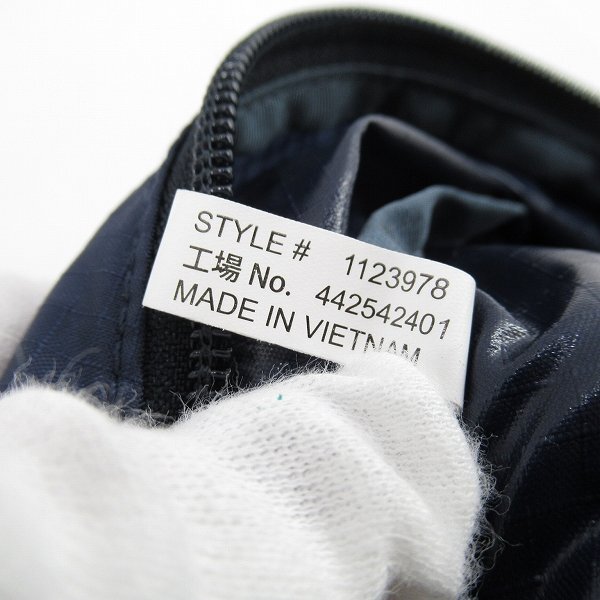 STYLE # 1123978
工場 No. 442542401
MADE IN VIETNAM